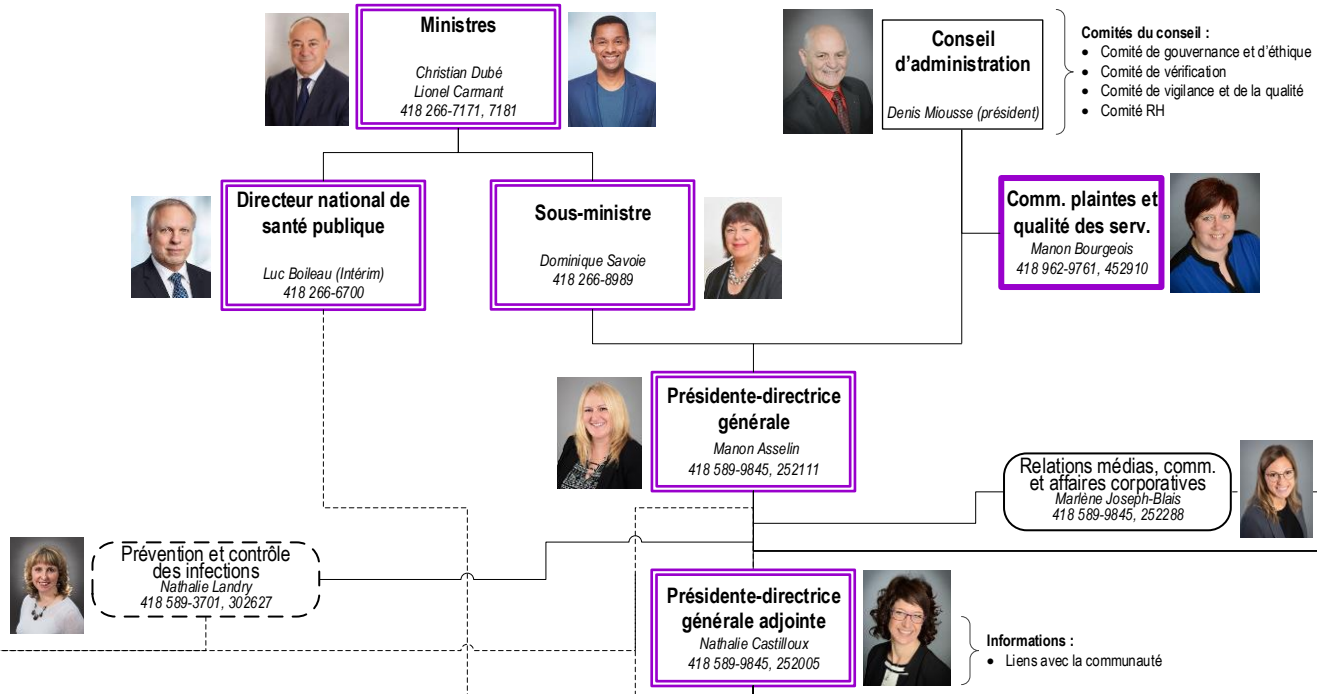 Ministres
Christian Dubé
Lionel Carmant
418 266-7171, 7181
Conseil
d'administration
Denis Miousse (président)
Comités du conseil :
• Comité de gouvernance et d'éthique
• Comité de vérification
• Comité de vigilance et de la qualité
• Comité RH
Directeur national de
santé publique
Luc Boileau (Intérim)
418 266-6700
Sous-ministre
Dominique Savoie
418 266-8989
Comm. plaintes et
qualité des serv.
Manon Bourgeois
418 962-9761, 452910
Présidente-directrice
générale
Manon Asselin
418 589-9845, 252111
Relations médias, comm.
et affaires corporatives
Marlène Joseph-Blais
418 589-9845, 252288
Prévention et contrôle
des infections
Nathalie Landry
418 589-3701, 302627
Présidente-directrice
générale adjointe
Nathalie Castilloux
418 589-9845, 252005
Informations :
• Liens avec la communauté